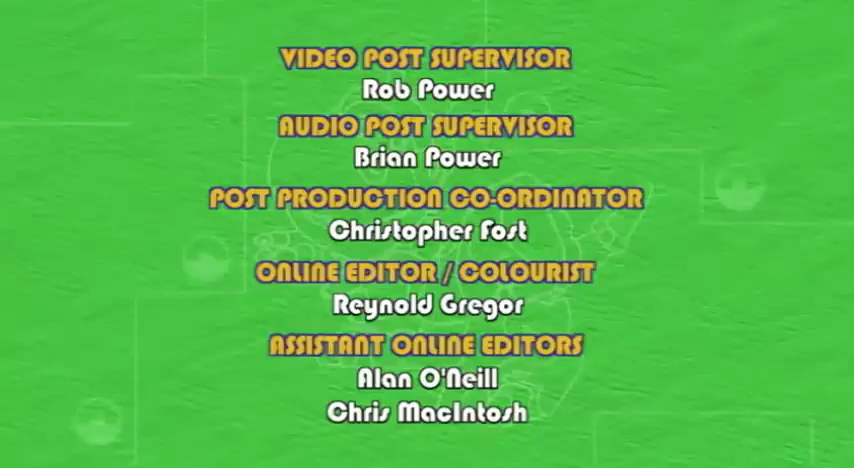 VIDEO POST SUPERVISOR
Rob Power
AUDIO POST SUPERVISOR
Brian Power
POST PRODUCTION CO-ORDINATOR
Christopher Fost
ONLINE EDITOR / COLOURIST
Reynold Gregor
ASSISTANT ONLINE EDITORS
Alan O'Neill
Chris MacIntosh